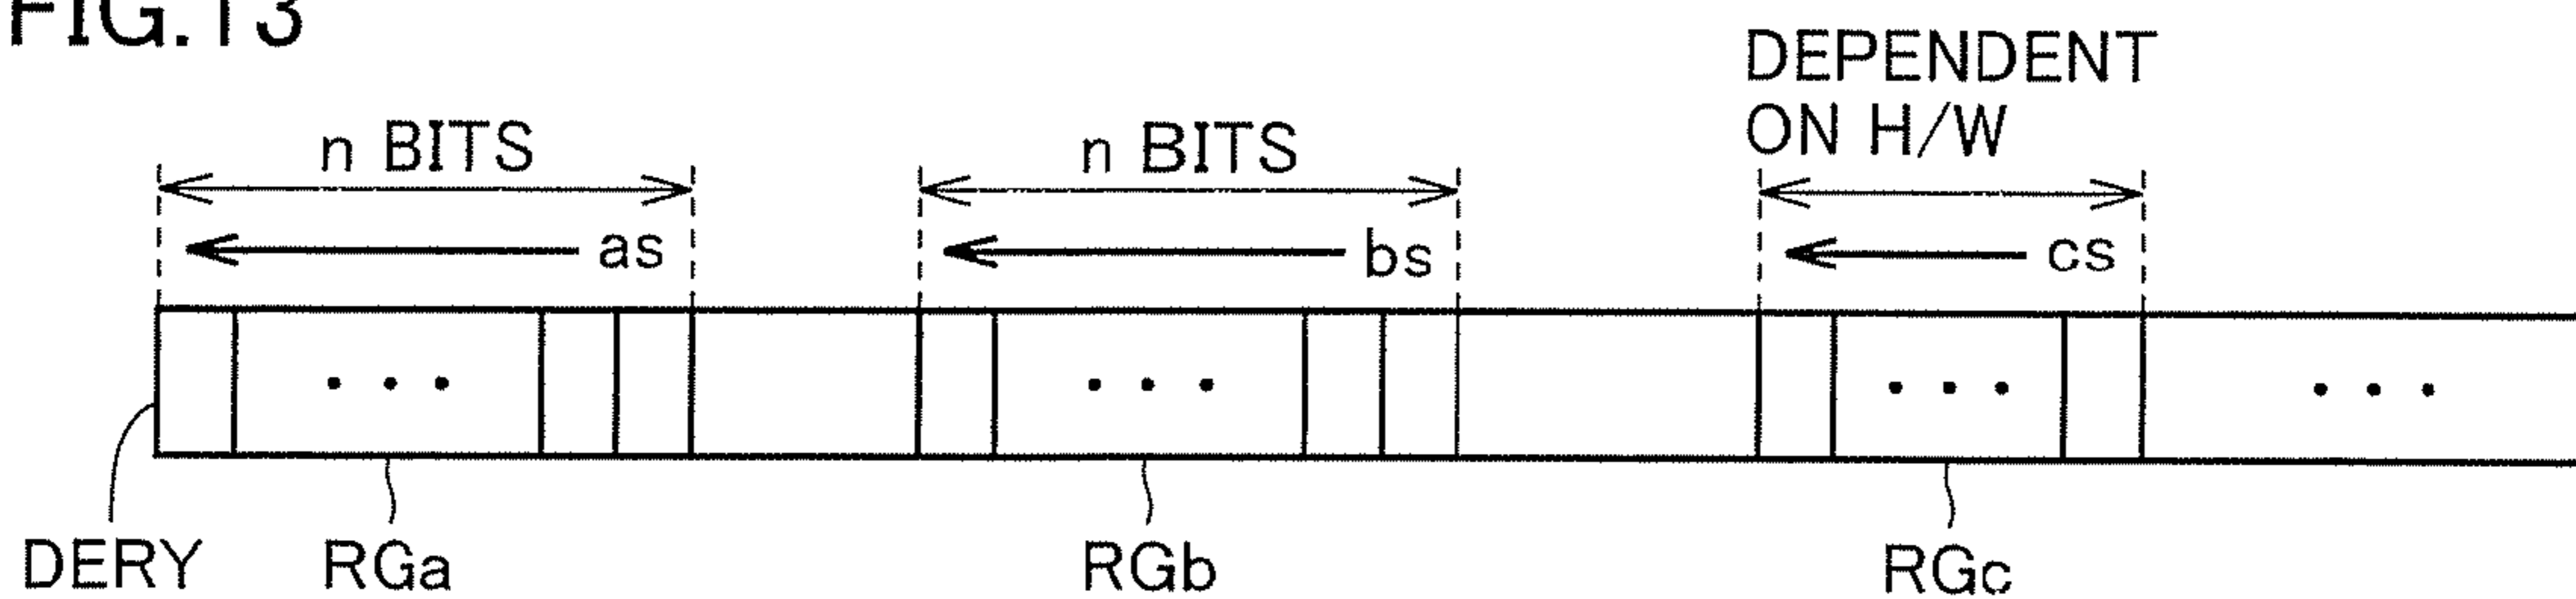 FIG.13
DEPENDENT
ON H/W
n BITS
n BITS
as
bs
cs
DERY
RGa
RGb
RGc